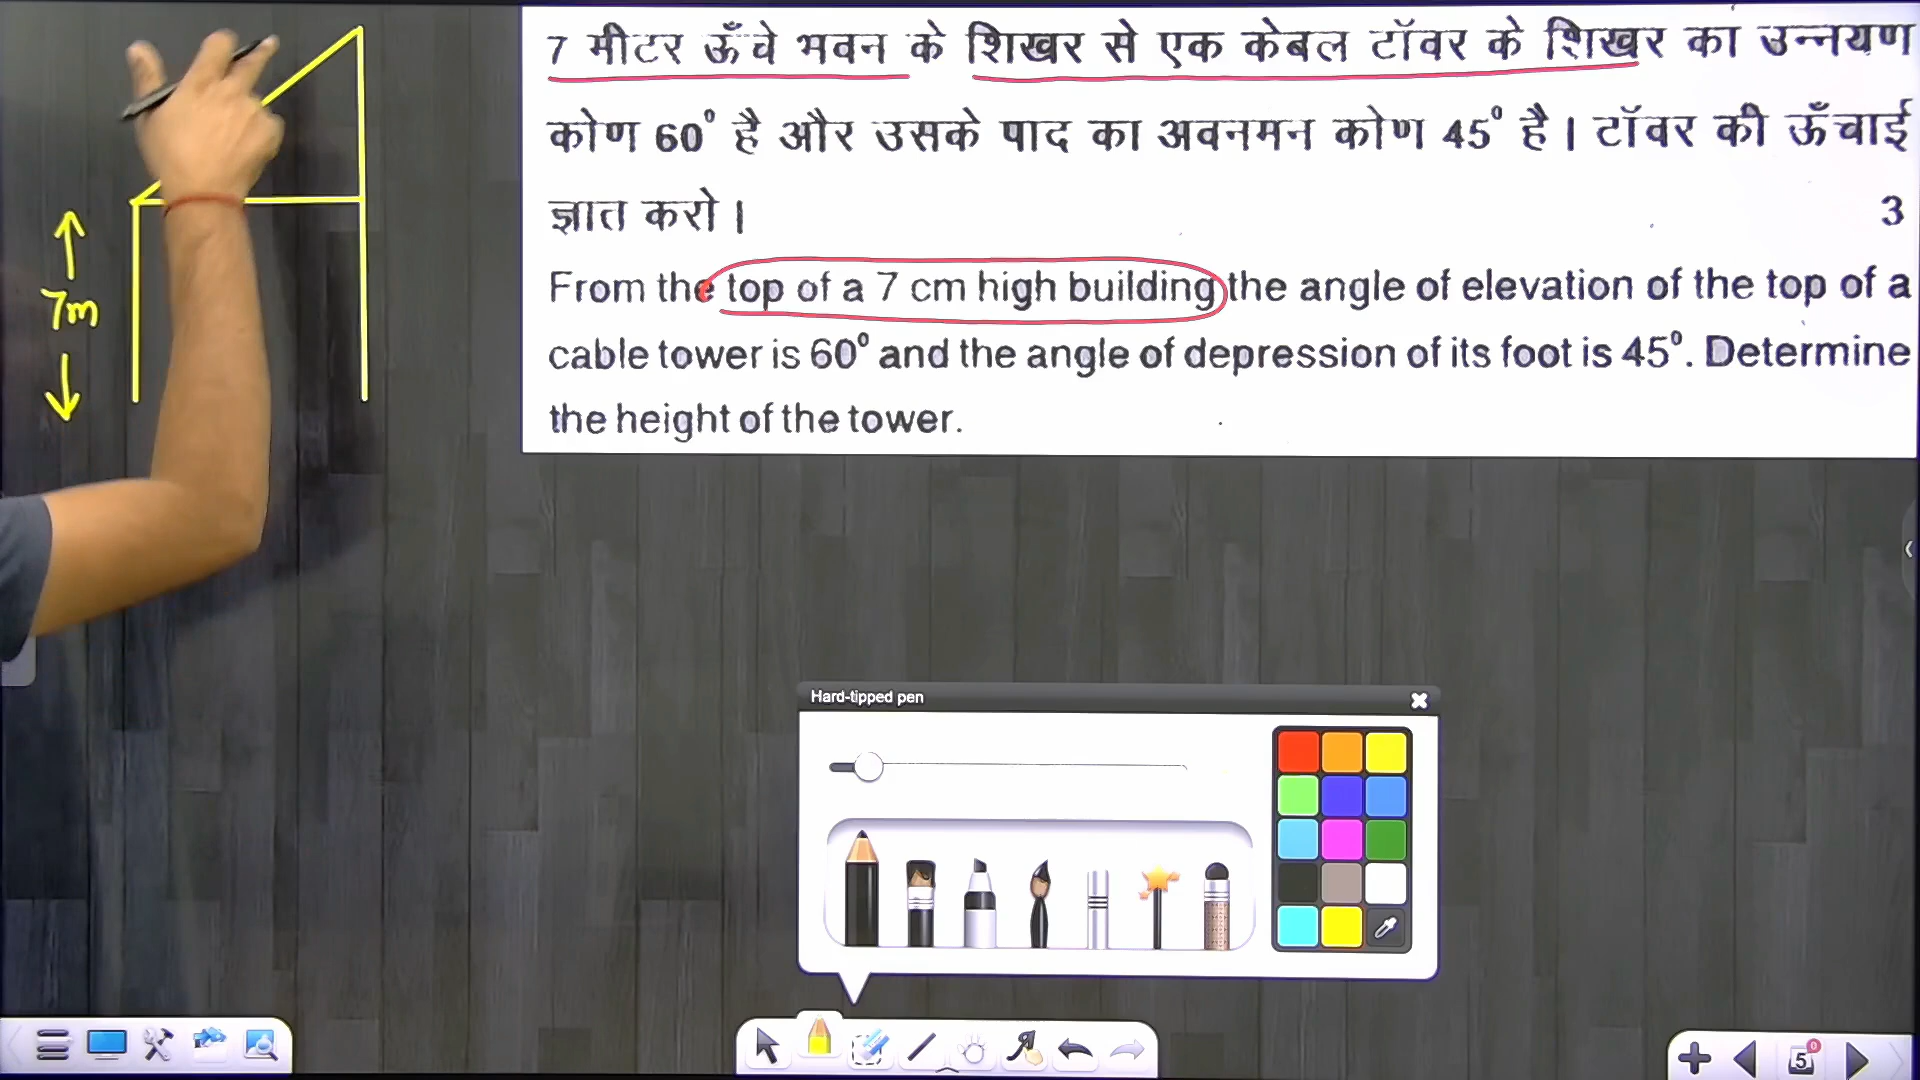 7 मीटर ऊँचे भवन के शिखर से एक केबल टॉवर के शिखर का उन्नयण
कोण 60° है और उसके पाद का अवनमन कोण 45° है। टॉवर की ऊँचाई
ज्ञात करो। 3
From the top of a 7 cm high building the angle of elevation of the top of a
cable tower is 60° and the angle of depression of its foot is 45°. Determine
the height of the tower.
7m
Hard-tipped pen
5
0